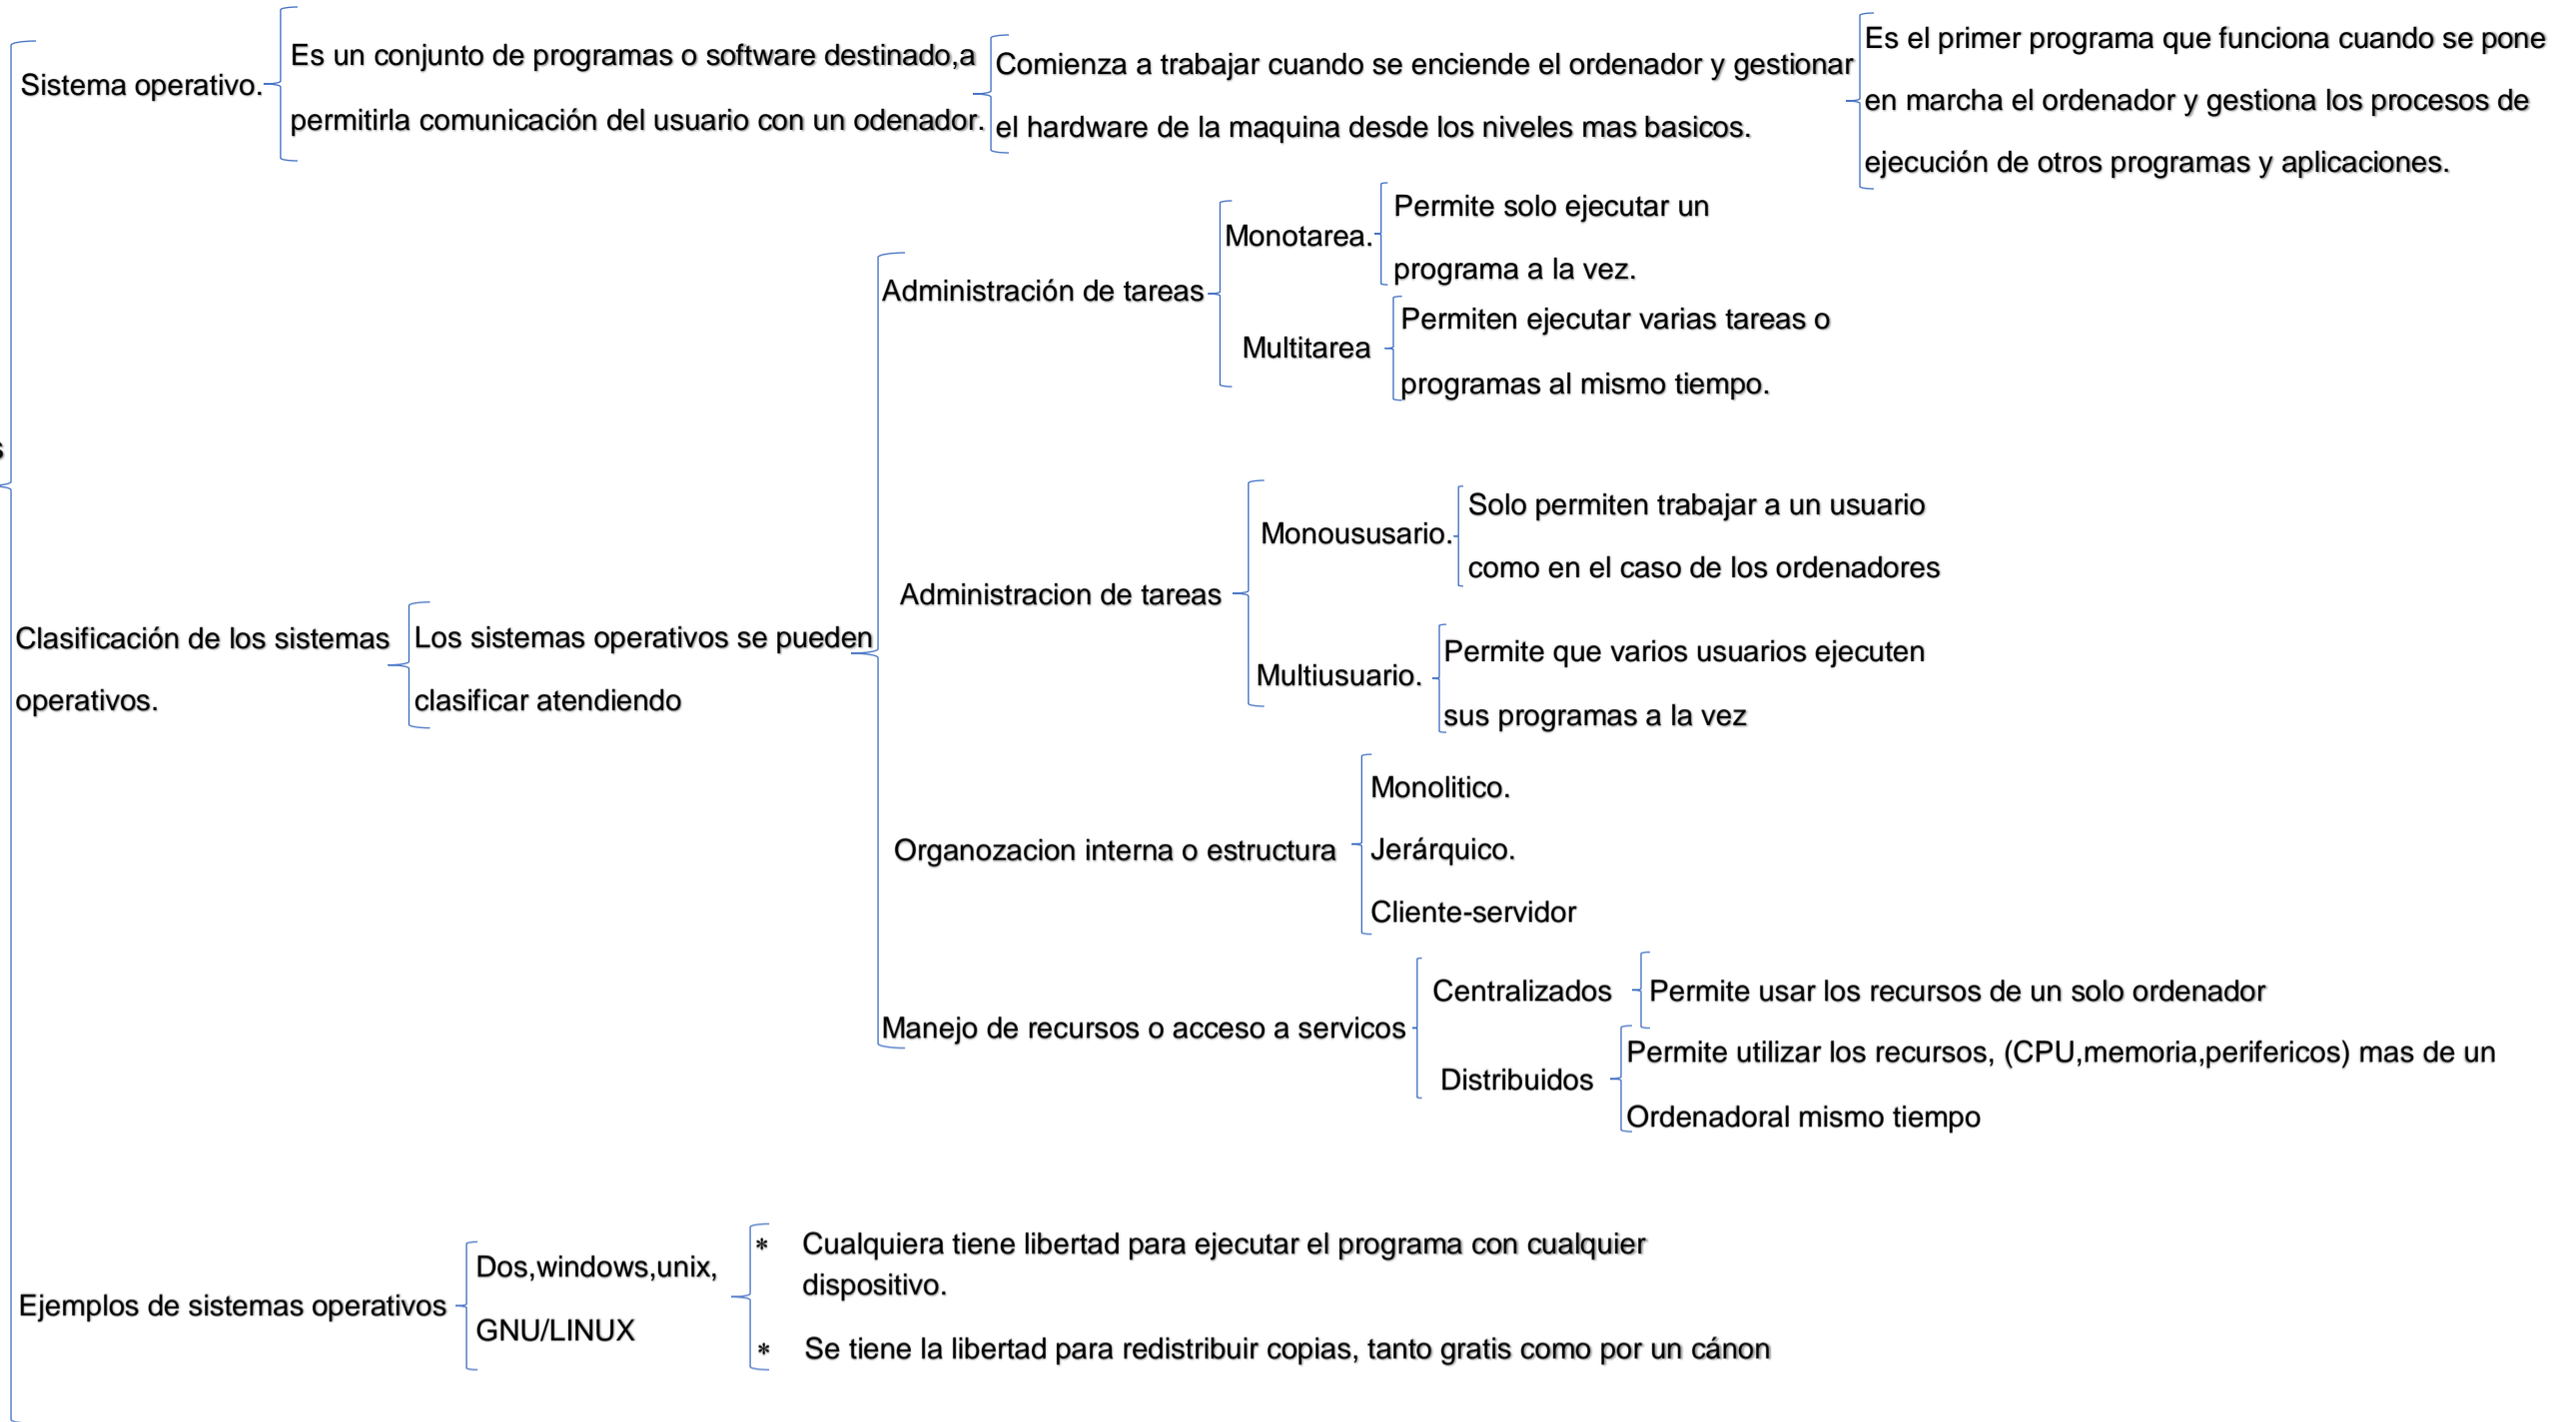 Sistema operativo.
Es un conjunto de programas o software destinado,a
permitirla comunicación del usuario con un odenador.
Comienza a trabajar cuando se enciende el ordenador y gestionar
el hardware de la maquina desde los niveles mas basicos.
Es el primer programa que funciona cuando se pone
en marcha el ordenador y gestiona los procesos de
ejecución de otros programas y aplicaciones.
s
Clasificación de los sistemas
operativos.
Los sistemas operativos se pueden
clasificar atendiendo
Administración de tareas
Monotarea.
Permite solo ejecutar un
programa a la vez.
Multitarea
Permiten ejecutar varias tareas o
programas al mismo tiempo.
Administracion de tareas
Monoususario.
Solo permiten trabajar a un usuario
como en el caso de los ordenadores
Multiusuario.
Permite que varios usuarios ejecuten
sus programas a la vez
Organozacion interna o estructura
Monolitico.
Jerárquico.
Cliente-servidor
Manejo de recursos o acceso a servicos
Centralizados
Permite usar los recursos de un solo ordenador
Distribuidos
Permite utilizar los recursos, (CPU,memoria,perifericos) mas de un
Ordenadoral mismo tiempo
Ejemplos de sistemas operativos
Dos,windows,unix,
GNU/LINUX
* Cualquiera tiene libertad para ejecutar el programa con cualquier
dispositivo.
* Se tiene la libertad para redistribuir copias, tanto gratis como por un cánon